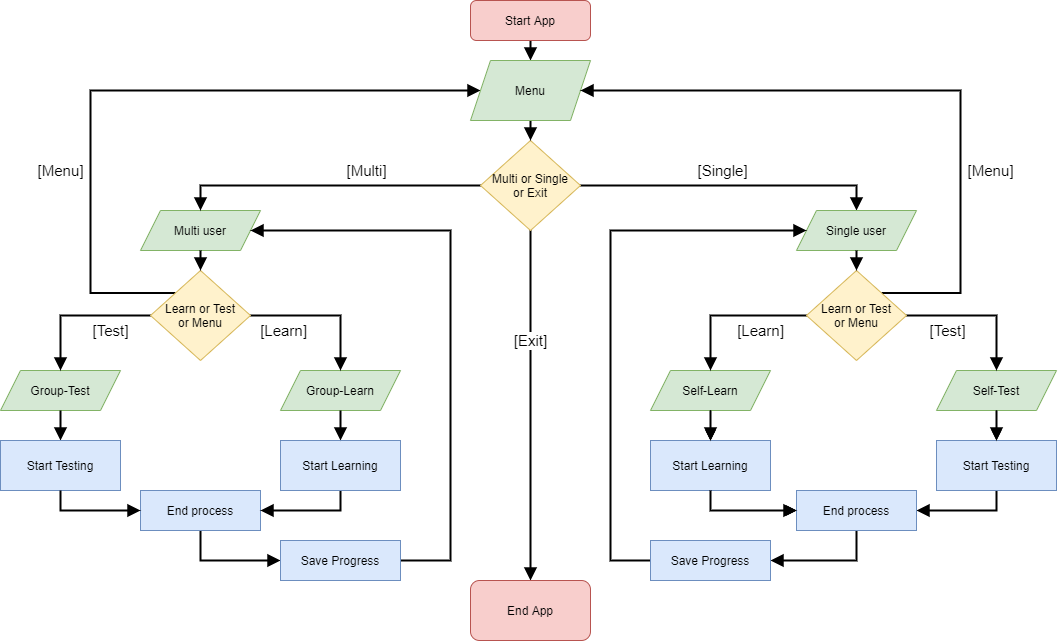 Start App
Menu
[Menu]
[Multi]
Multi or Single
or Exit
[Single]
[Menu]
Multi user
Single user
Learn or Test
or Menu
Learn or Test
or Menu
[Test]
[Learn]
[Exit]
[Learn]
[Test]
Group-Test
Group-Learn
Self-Learn
Self-Test
Start Testing
Start Learning
Start Learning
Start Testing
End process
End process
Save Progress
Save Progress
End App